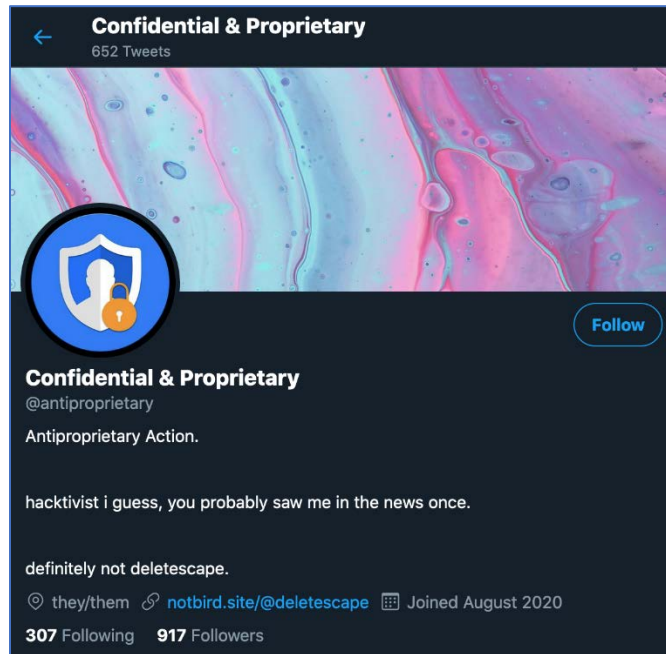 Confidential & Proprietary
652 Tweets
Follow
Confidential & Proprietary
@antiproprietary
Antiproprietary Action.
hacktivist i guess, you probably saw me in the news once.
definitely not deletescape.
they/them notbird.site/@deletescape Joined August 2020
307 Following 917 Followers